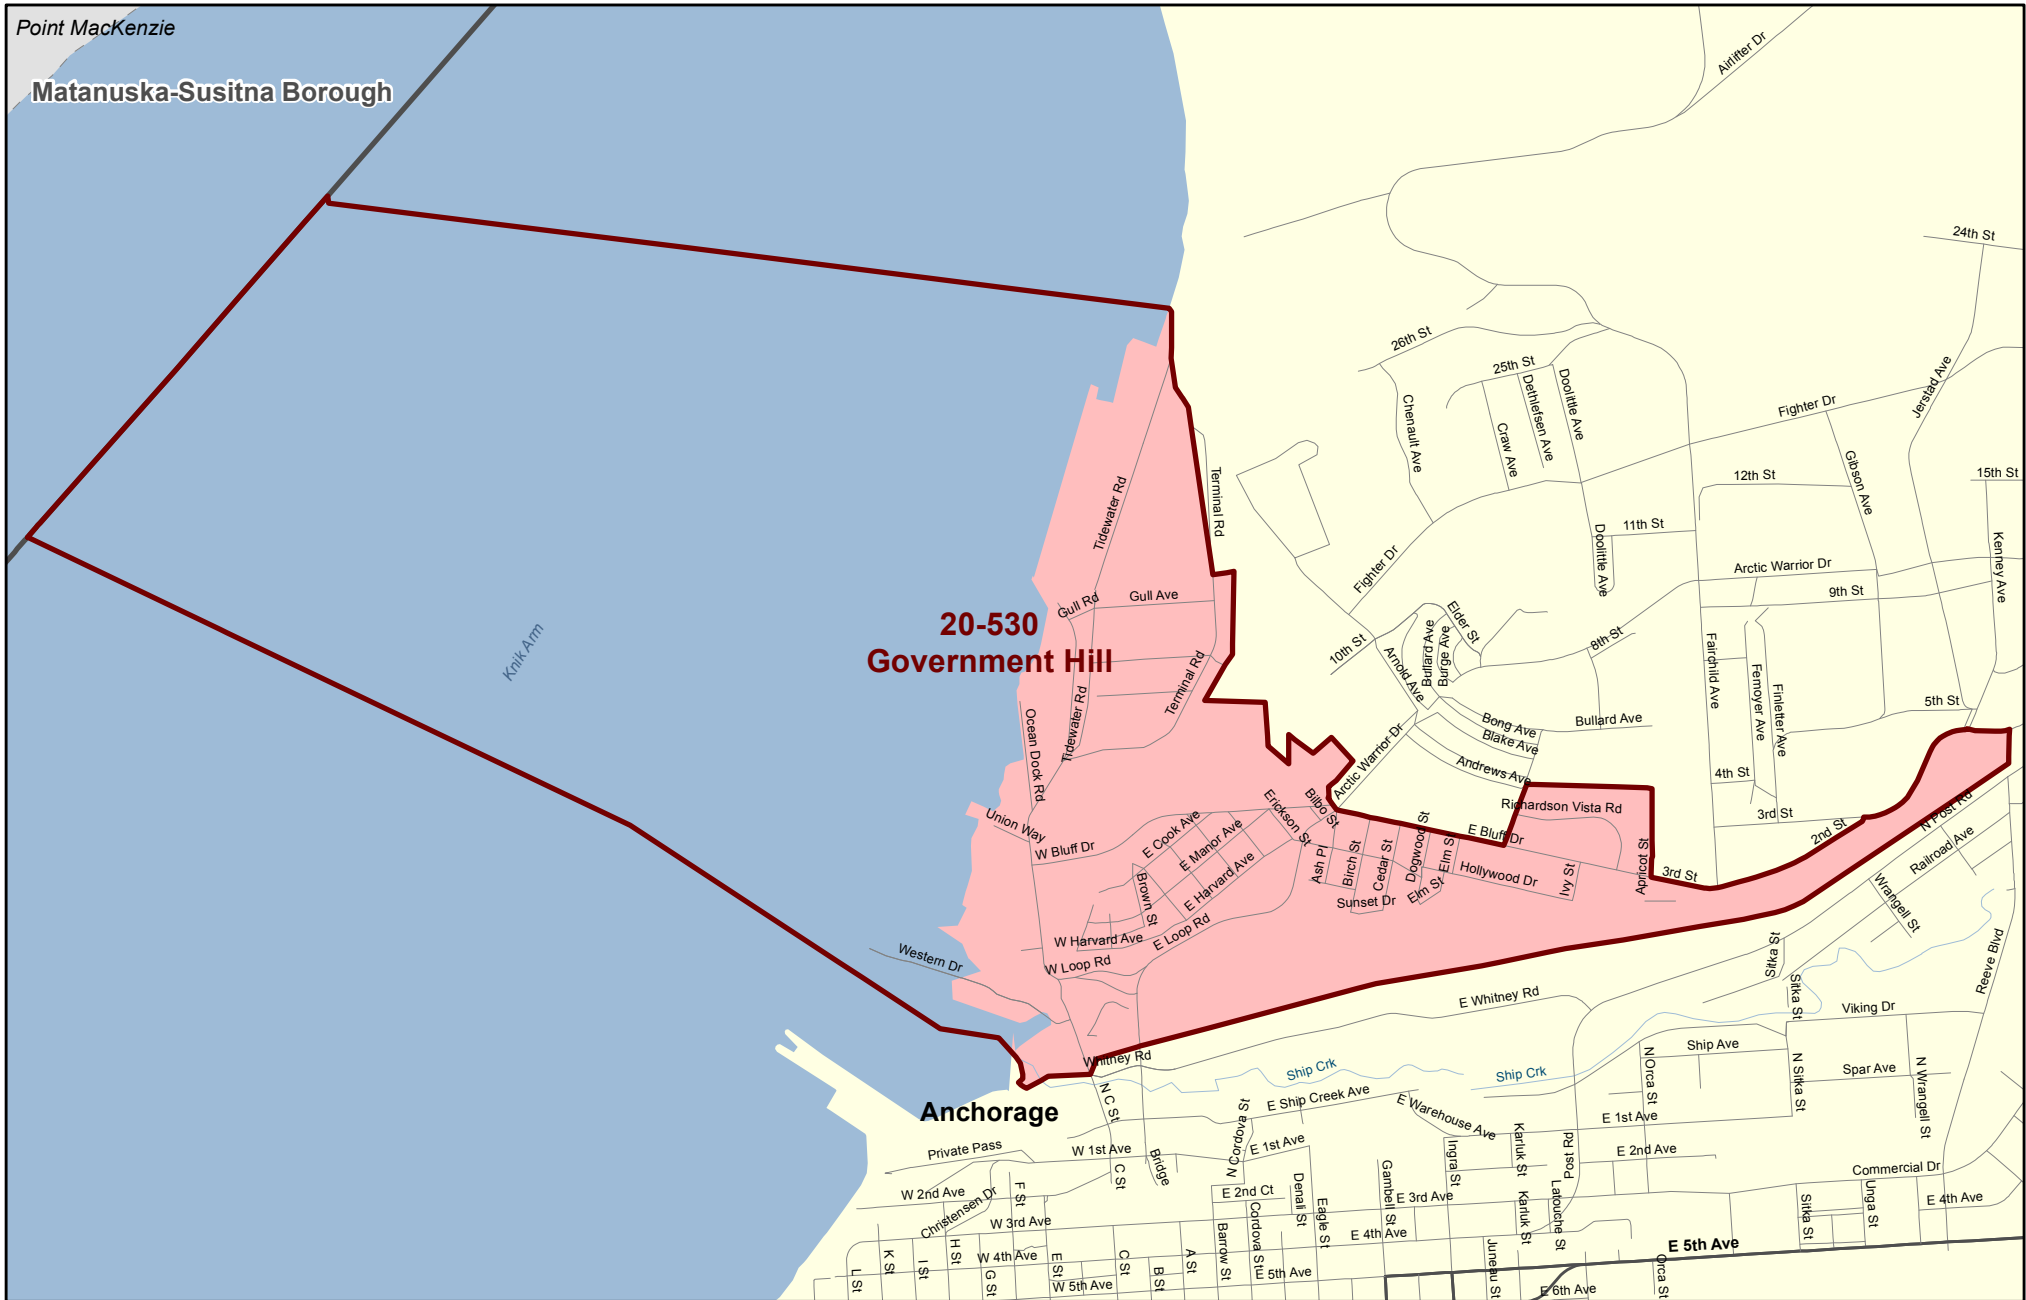 Point MacKenzie
Matanuska-Susitna Borough
Airlifter Dr
24th St
26th St
25th St
Dethlefsen Ave
Doolittle Ave
Craw Ave
Chenault Ave
Jerstad Ave
Fighter Dr
Gibson Ave
12th St
15th St
Terminal Rd
Tidewater Rd
11th St
Doolittle Ave
Kenney Ave
Fighter Dr
Arctic Warrior Dr
9th St
Gull Rd
Gull Ave
20-530
Government Hill
Knik Arm
Elder St
Bullard Ave
Burge Ave
10th St
Arnold Ave
8th St
Fairchild Ave
Femoyer Ave
Finletter Ave
5th St
Terminal Rd
Tidewater Rd
Ocean Dock Rd
Bong Ave
Bullard Ave
Blake Ave
Andrews Ave
Arctic Warrior Dr
4th St
3rd St
2nd St
N Post Rd
Railroad Ave
Richardson Vista Rd
Bilbo St
Erickson St
Union Way
W Bluff Dr
E Cook Ave
E Manor Ave
E Harvard Ave
Brown St
Ash Pl
Birch St
Cedar St
Dogwood St
Elm St
E Bluff Dr
Hollywood Dr
Ivy St
Apricot St
3rd St
Sunset Dr
Elm St
Wrangell St
W Harvard Ave
E Loop Rd
W Loop Rd
Western Dr
Sitka St
Sitka St
Reeve Blvd
E Whitney Rd
Viking Dr
Whitney Rd
Ship Crk
Ship Crk
Ship Ave
N Orca St
N Sitka St
Spar Ave
N Wrangell St
Anchorage
N C St
E Ship Creek Ave
E Warehouse Ave
E 1st Ave
Private Pass
W 1st Ave
Bridge
N Cordova St
E 1st Ave
Ingra St
Karluk St
Post Rd
E 2nd Ave
Commercial Dr
W 2nd Ave
Christensen Dr
F St
C St
E 2nd Ct
Denali St
Eagle St
Gambell St
E 3rd Ave
Karluk St
Latouche St
Sitka St
Unga St
E 4th Ave
W 3rd Ave
Barrow St
Cordova St
E 4th Ave
K St
I St
H St
W 4th Ave
E St
C St
A St
Juneau St
E 5th Ave
L St
G St
W 5th Ave
B St
E 5th Ave
E 6th Ave
Orca St